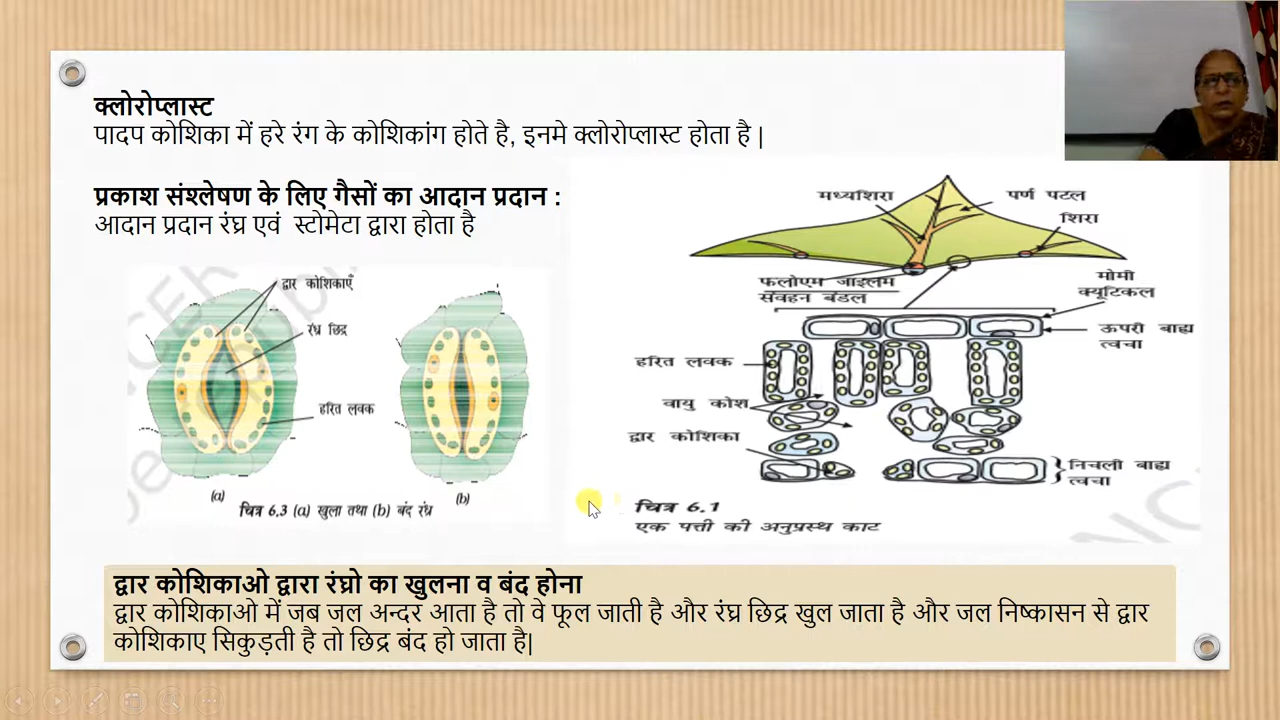 क्लोरोप्लास्ट
पादप कोशिका में हरे रंग के कोशिकांग होते है, इनमे क्लोरोप्लास्ट होता है |
प्रकाश संश्लेषण के लिए गैसों का आदान प्रदान :
आदान प्रदान रंघ्र एवं स्टोमेटा द्वारा होता है
द्वार कोशिकाएँ
रंध्र छिद्र
हरित लवक
(a)
(b)
चित्र 6.3 (a) खुला तथा (b) बंद रंध्र
मध्यशिरा
पर्ण पटल
शिरा
फलोएम जाइलम
संवहन बंडल
मोमी
क्यूटिकल
ऊपरी बाह्य
त्वचा
हरित लवक
वायु कोश
द्वार कोशिका
निचली बाह्य
त्वचा
चित्र 6.1
एक पत्ती की अनुप्रस्थ काट
द्वार कोशिकाओ द्वारा रंघ्रो का खुलना व बंद होना
द्वार कोशिकाओ में जब जल अन्दर आता है तो वे फूल जाती है और रंघ्र छिद्र खुल जाता है और जल निष्कासन से द्वार
कोशिकाए सिकुड़ती है तो छिद्र बंद हो जाता है|